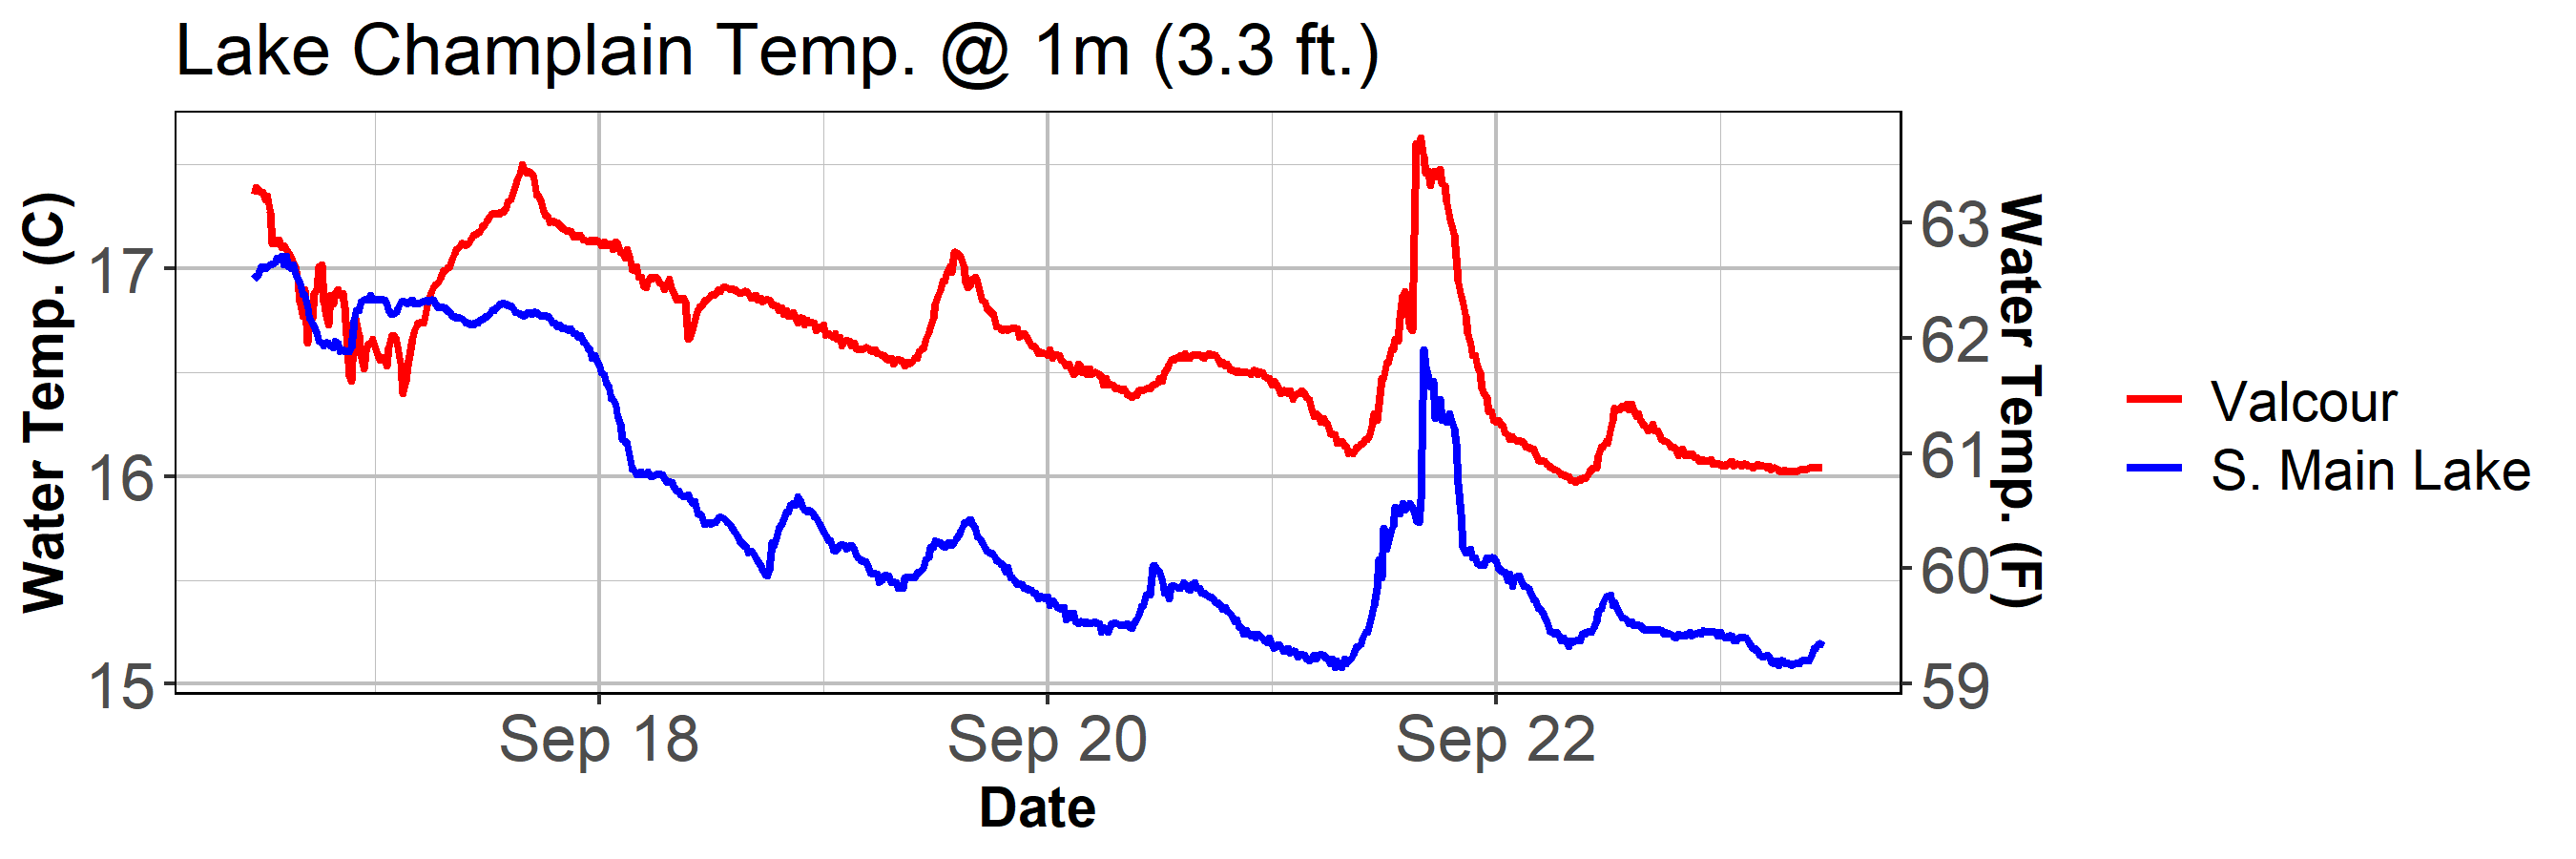 Lake Champlain Temp. @ 1m (3.3 ft.)
Water Temp. (C)
17
16
15
63
62
61
60
59
Water Temp. (F)
Sep 18
Sep 20
Sep 22
Date
Valcour
S. Main Lake